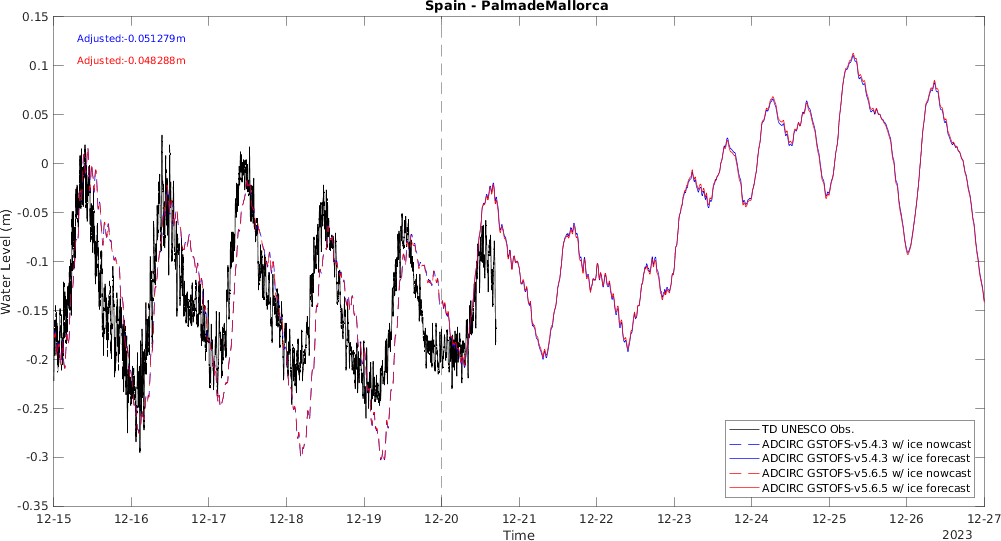 Spain - PalmadeMallorca
Adjusted:-0.051279m
Adjusted:-0.048288m
Water Level (m)
0.15
0.1
0.05
0
-0.05
-0.1
-0.15
-0.2
-0.25
-0.3
-0.35
TD UNESCO Obs.
ADCIRC GSTOFS-v5.4.3 w/ ice nowcast
ADCIRC GSTOFS-v5.4.3 w/ ice forecast
ADCIRC GSTOFS-v5.6.5 w/ ice nowcast
ADCIRC GSTOFS-v5.6.5 w/ ice forecast
12-15 12-16 12-17 12-18 12-19 12-20 12-21 12-22 12-23 12-24 12-25 12-26 12-27
Time
2023